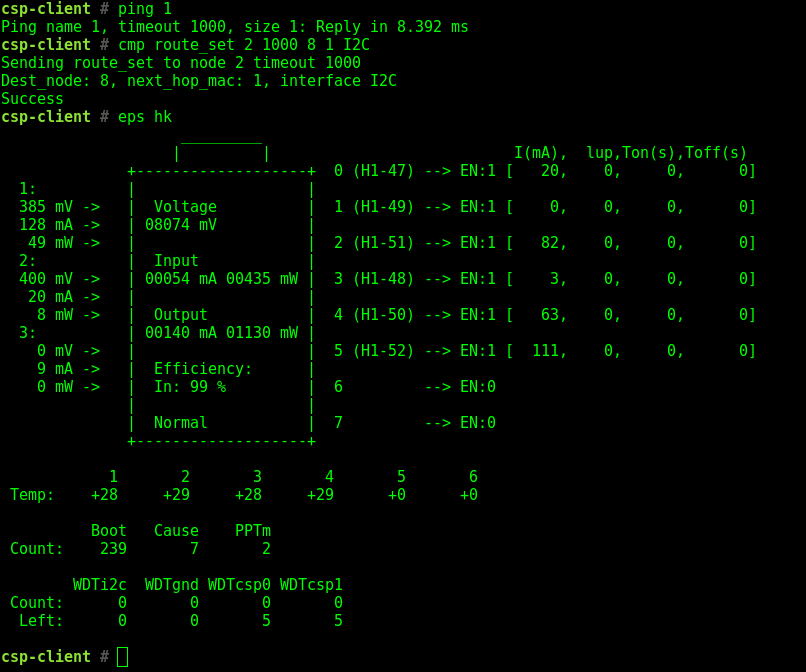 csp-client # ping 1
Ping name 1, timeout 1000, size 1: Reply in 8.392 ms
csp-client # cmp route_set 2 1000 8 1 I2C
Sending route_set to node 2 timeout 1000
Dest_node: 8, next_hop_mac: 1, interface I2C
Success
csp-client # eps hk
                    _________
                   |         |                           I(mA),  lup,Ton(s),Toff(s)
              +-------------------+  0 (H1-47) --> EN:1 [   20,    0,     0,      0]
  1:          |                   |
  385 mV ->   |  Voltage          |  1 (H1-49) --> EN:1 [    0,    0,     0,      0]
  128 mA ->   | 08074 mV          |
   49 mW ->   |                   |  2 (H1-51) --> EN:1 [   82,    0,     0,      0]
  2:          |  Input            |
  400 mV ->   | 00054 mA 00435 mW |  3 (H1-48) --> EN:1 [    3,    0,     0,      0]
   20 mA ->   |                   |
    8 mW ->   |  Output           |  4 (H1-50) --> EN:1 [   63,    0,     0,      0]
  3:          | 00140 mA 01130 mW |
    0 mV ->   |                   |  5 (H1-52) --> EN:1 [  111,    0,     0,      0]
    9 mA ->   |  Efficiency:      |
    0 mW ->   |  In: 99 %         |  6         --> EN:0
              |                   |
              |  Normal           |  7         --> EN:0
              +-------------------+
            1       2       3       4       5       6
 Temp:    +28     +29     +28     +29      +0      +0
          Boot   Cause    PPTm
 Count:    239       7       2
        WDTi2c  WDTgnd WDTcsp0 WDTcsp1
 Count:      0       0       0       0
  Left:      0       0       5       5
csp-client #